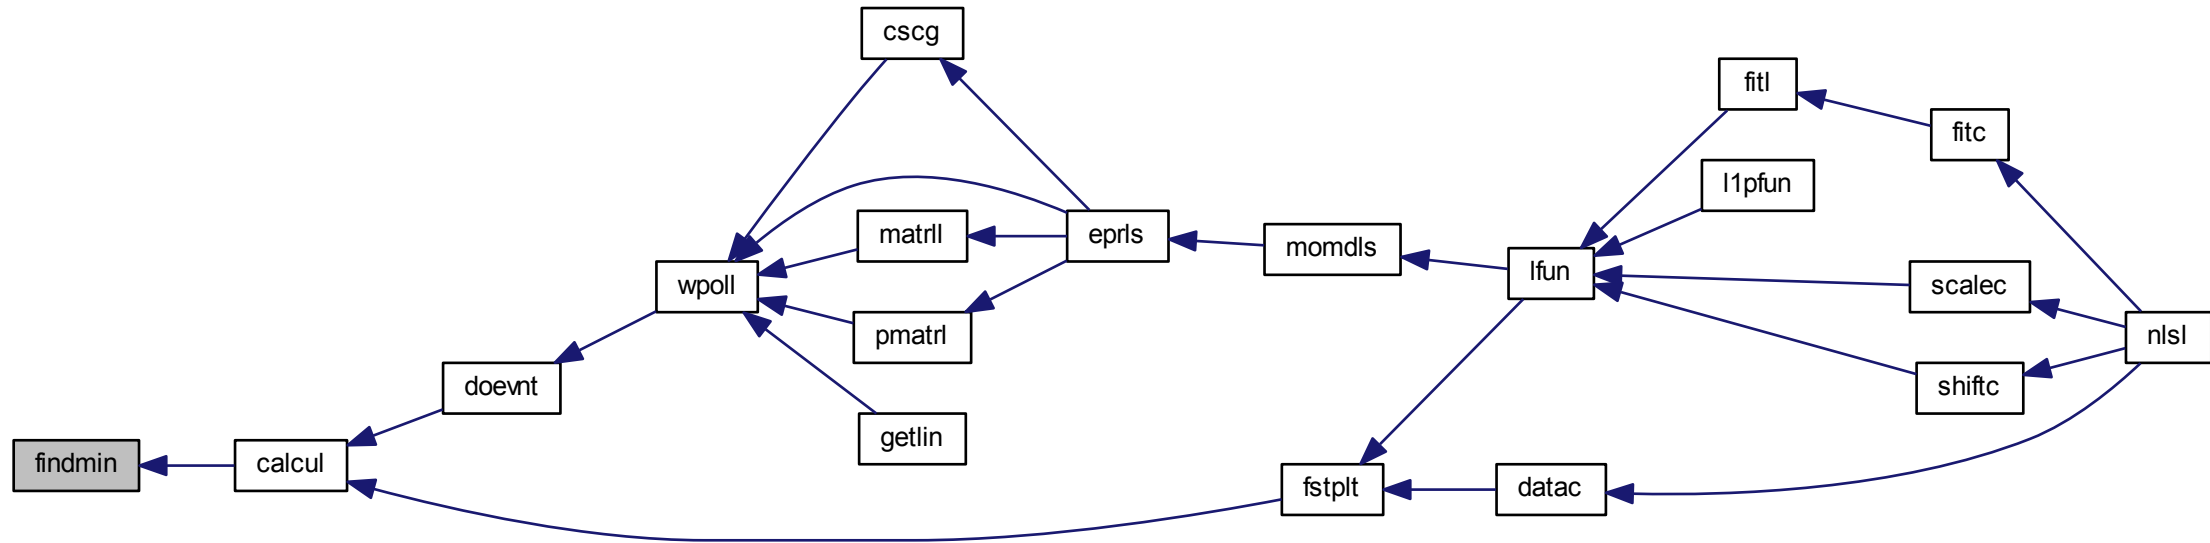 cscg
fitl
fitc
l1pfun
matrll
eprls
momdls
lfun
scalec
wpoll
pmatrl
nlsl
doevnt
shiftc
getlin
findmin
calcul
fstplt
datac